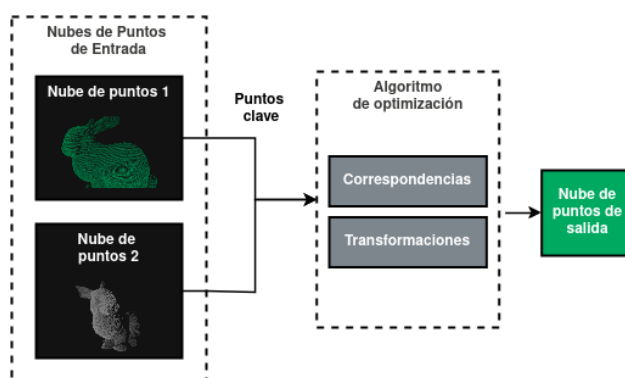 Nubes de Puntos
de Entrada
Nube de puntos 1
Nube de
puntos 2
Puntos
clave
Algoritmo
de optimización
Correspondencias
Transformaciones
Nube de
puntos de
salida